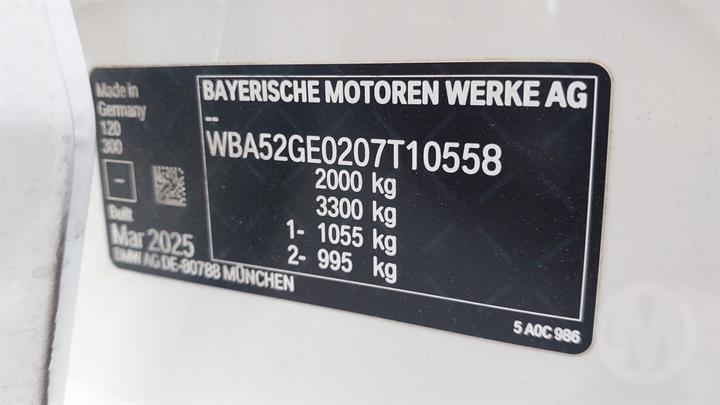 Made in
Germany
120
300
-
Built
Mar 2025
BMW AG DE-80788 MÜNCHEN
BAYERISCHE MOTOREN WERKE AG
--
WBA52GE0207T10558
2000 kg
3300 kg
1- 1055 kg
2- 995 kg
5 A0C 986
M